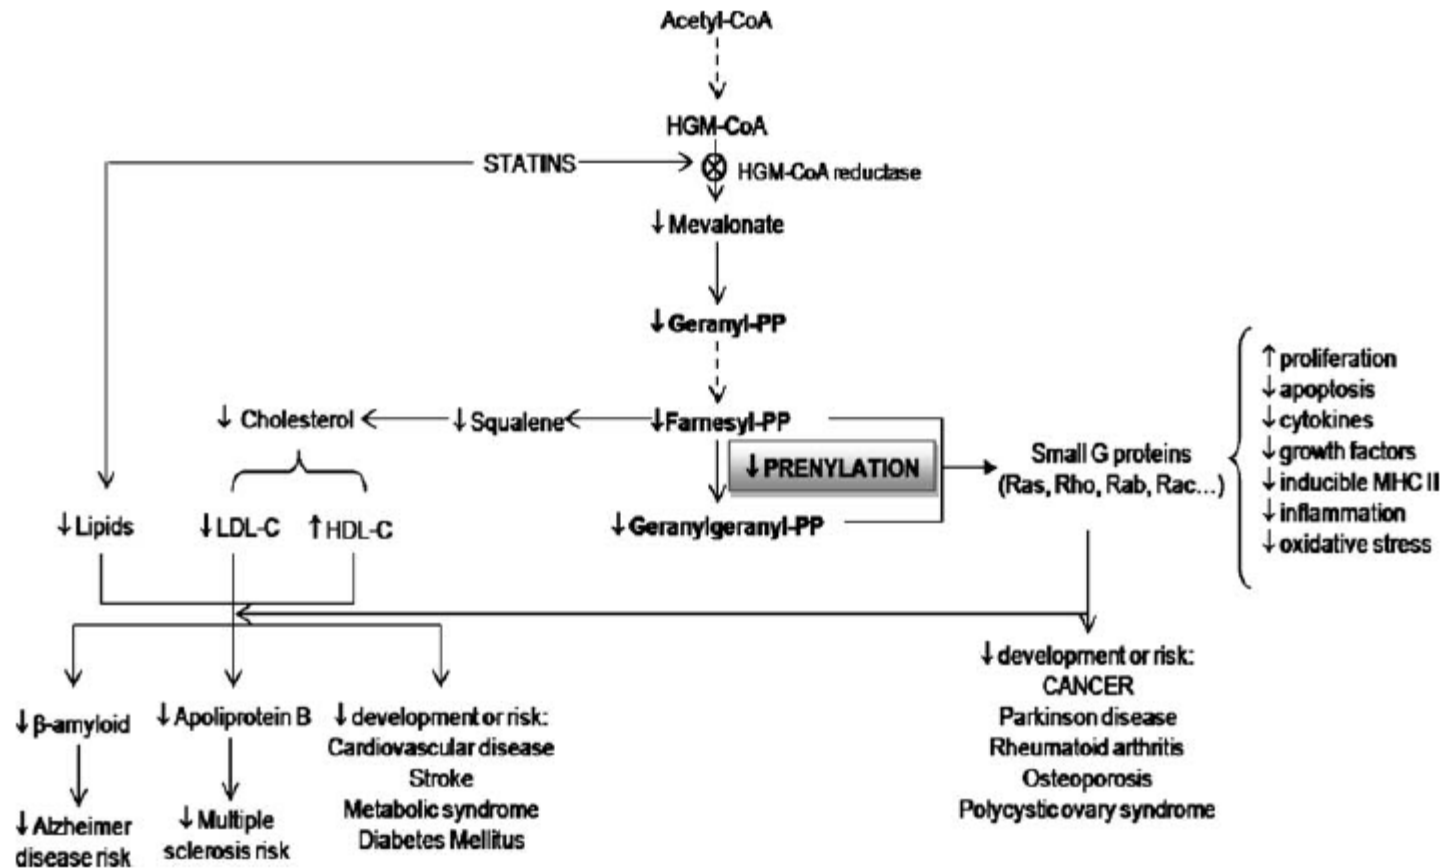 Acetyl-CoA
HGM-CoA
STATINS
HGM-CoA reductase
↓ Mevalonate
↓ Geranyl-PP
↓ Cholesterol
↓ Squalene
↓ Farnesyl-PP
↓ PRENYLATION
Small G proteins
(Ras, Rho, Rab, Rac...)
↑ proliferation
↓ apoptosis
↓ cytokines
↓ growth factors
↓ inducible MHC II
↓ inflammation
↓ oxidative stress
↓ Lipids
↓ LDL-C
↑ HDL-C
↓ Geranylgeranyl-PP
↓ β-amyloid
↓ Alzheimer
disease risk
↓ Apoliprotein B
↓ Multiple
sclerosis risk
↓ development or risk:
Cardiovascular disease
Stroke
Metabolic syndrome
Diabetes Mellitus
↓ development or risk:
CANCER
Parkinson disease
Rheumatoid arthritis
Osteoporosis
Polycystic ovary syndrome